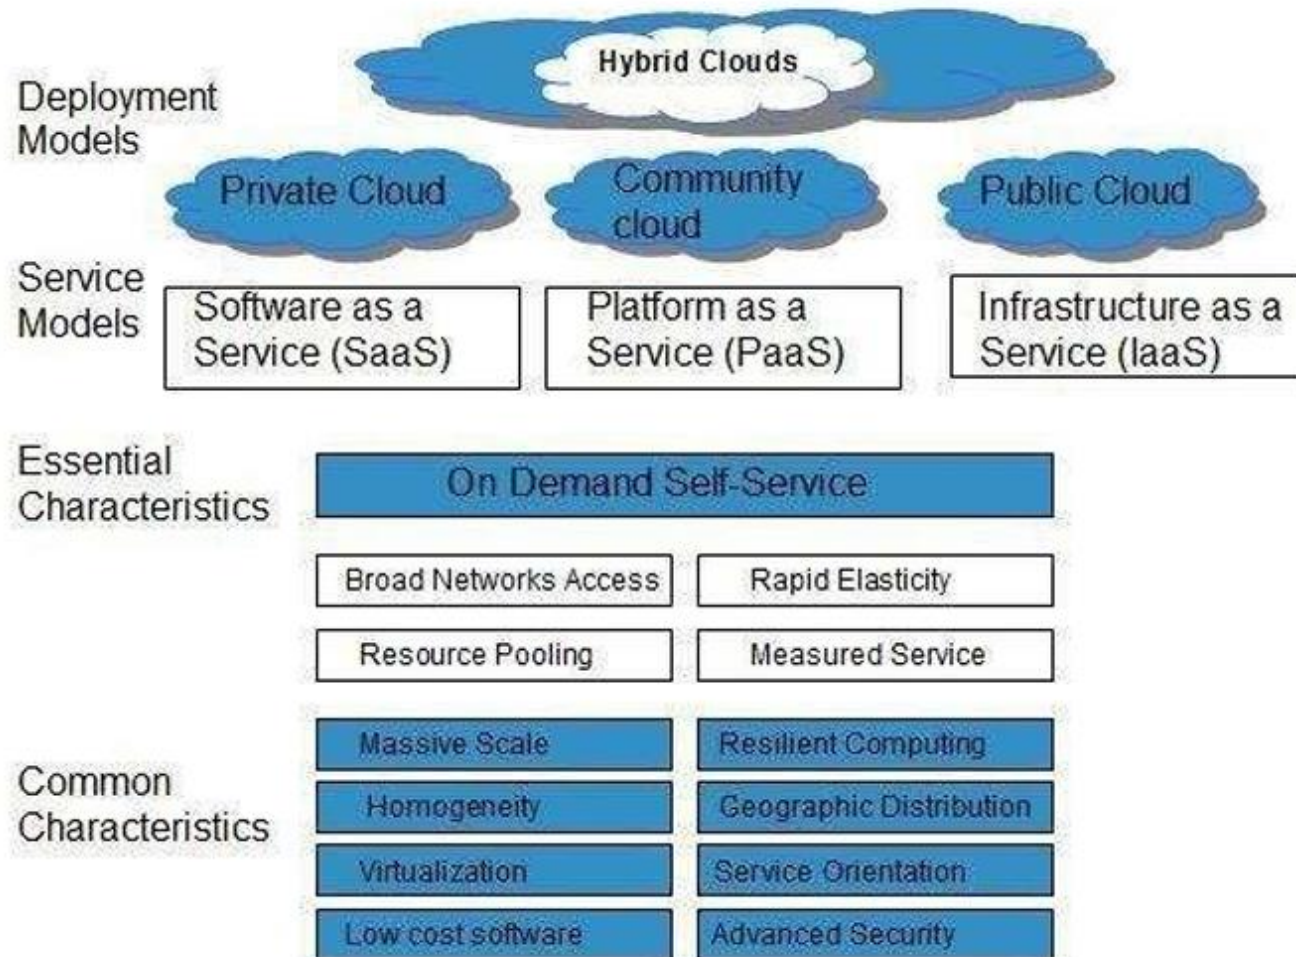 Hybrid Clouds
Deployment
Models
Private Cloud
Community
cloud
Public Cloud
Service
Models
Software as a
Service (SaaS)
Platform as a
Service (PaaS)
Infrastructure as a
Service (IaaS)
Essential
Characteristics
On Demand Self-Service
Broad Networks Access
Rapid Elasticity
Resource Pooling
Measured Service
Common
Characteristics
Massive Scale
Resilient Computing
Homogeneity
Geographic Distribution
Virtualization
Service Orientation
Low cost software
Advanced Security